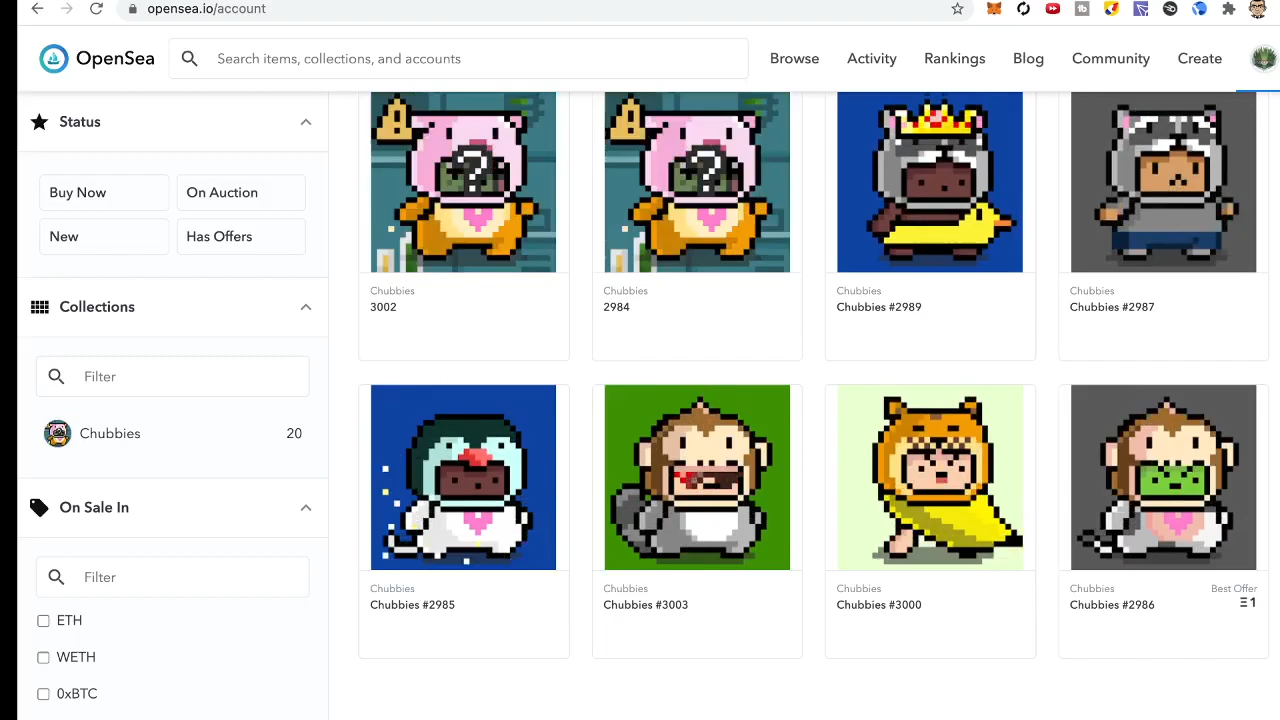 opensea.io/account
OpenSea
Search items, collections, and accounts
Browse
Activity
Rankings
Blog
Community
Create
Status
Buy Now
On Auction
New
Has Offers
Collections
Filter
Chubbies
20
On Sale In
Filter
ETH
WETH
0xBTC
Chubbies
3002
Chubbies
2984
Chubbies
Chubbies #2989
Chubbies
Chubbies #2987
Chubbies
Chubbies #2985
Chubbies
Chubbies #3003
Chubbies
Chubbies #3000
Chubbies
Chubbies #2986
Best Offer
Ξ 1